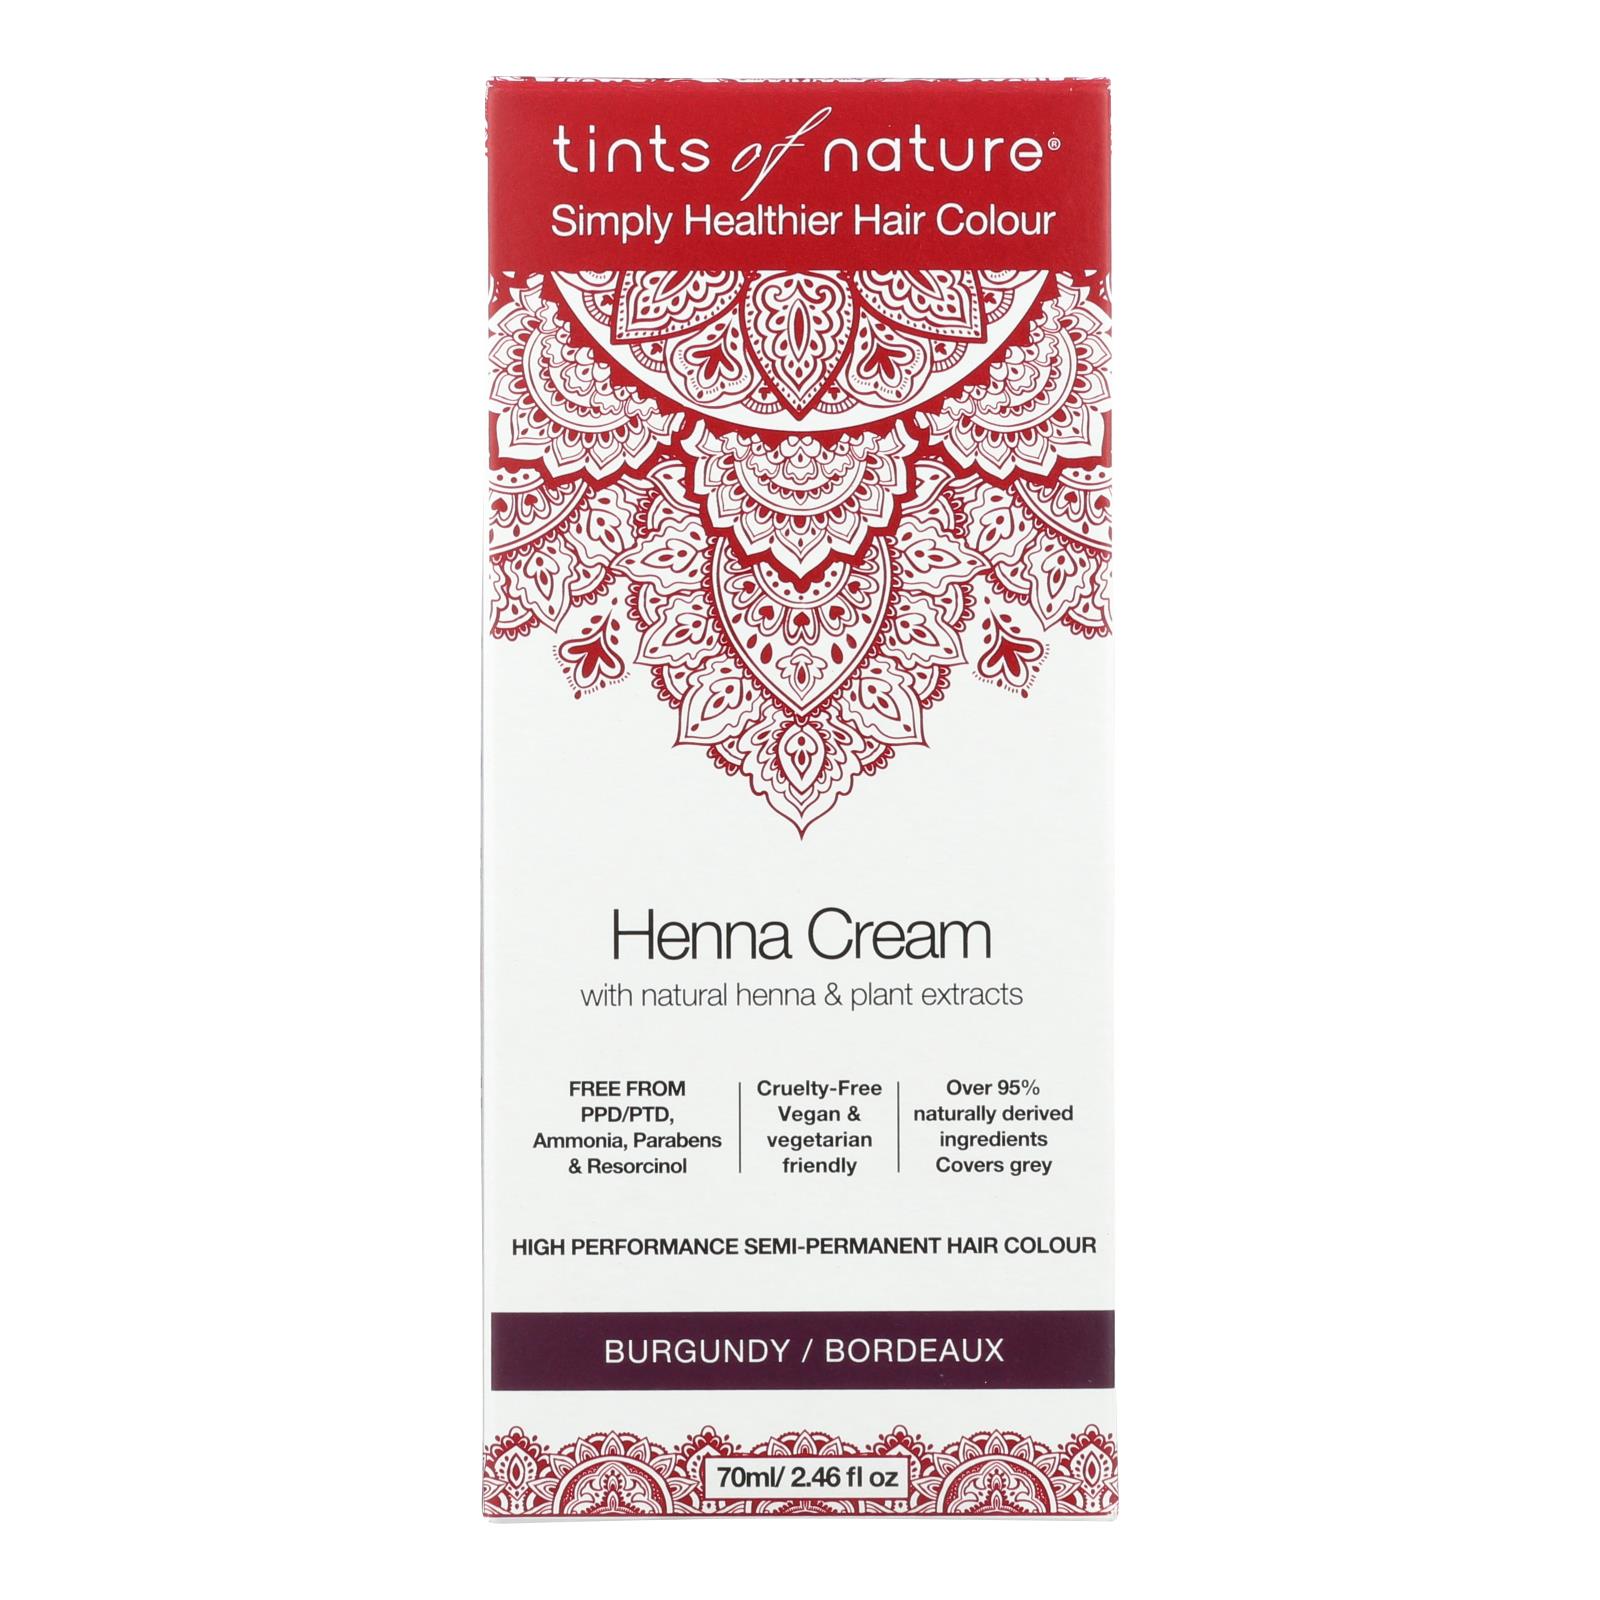 tints of nature®
Simply Healthier Hair Colour
Henna Cream
with natural henna & plant extracts
FREE FROM
PPD/PTD,
Ammonia, Parabens
& Resorcinol
Cruelty-Free
Vegan &
vegetarian
friendly
Over 95%
naturally derived
ingredients
Covers grey
HIGH PERFORMANCE SEMI-PERMANENT HAIR COLOUR
BURGUNDY / BORDEAUX
70ml/ 2.46 fl oz